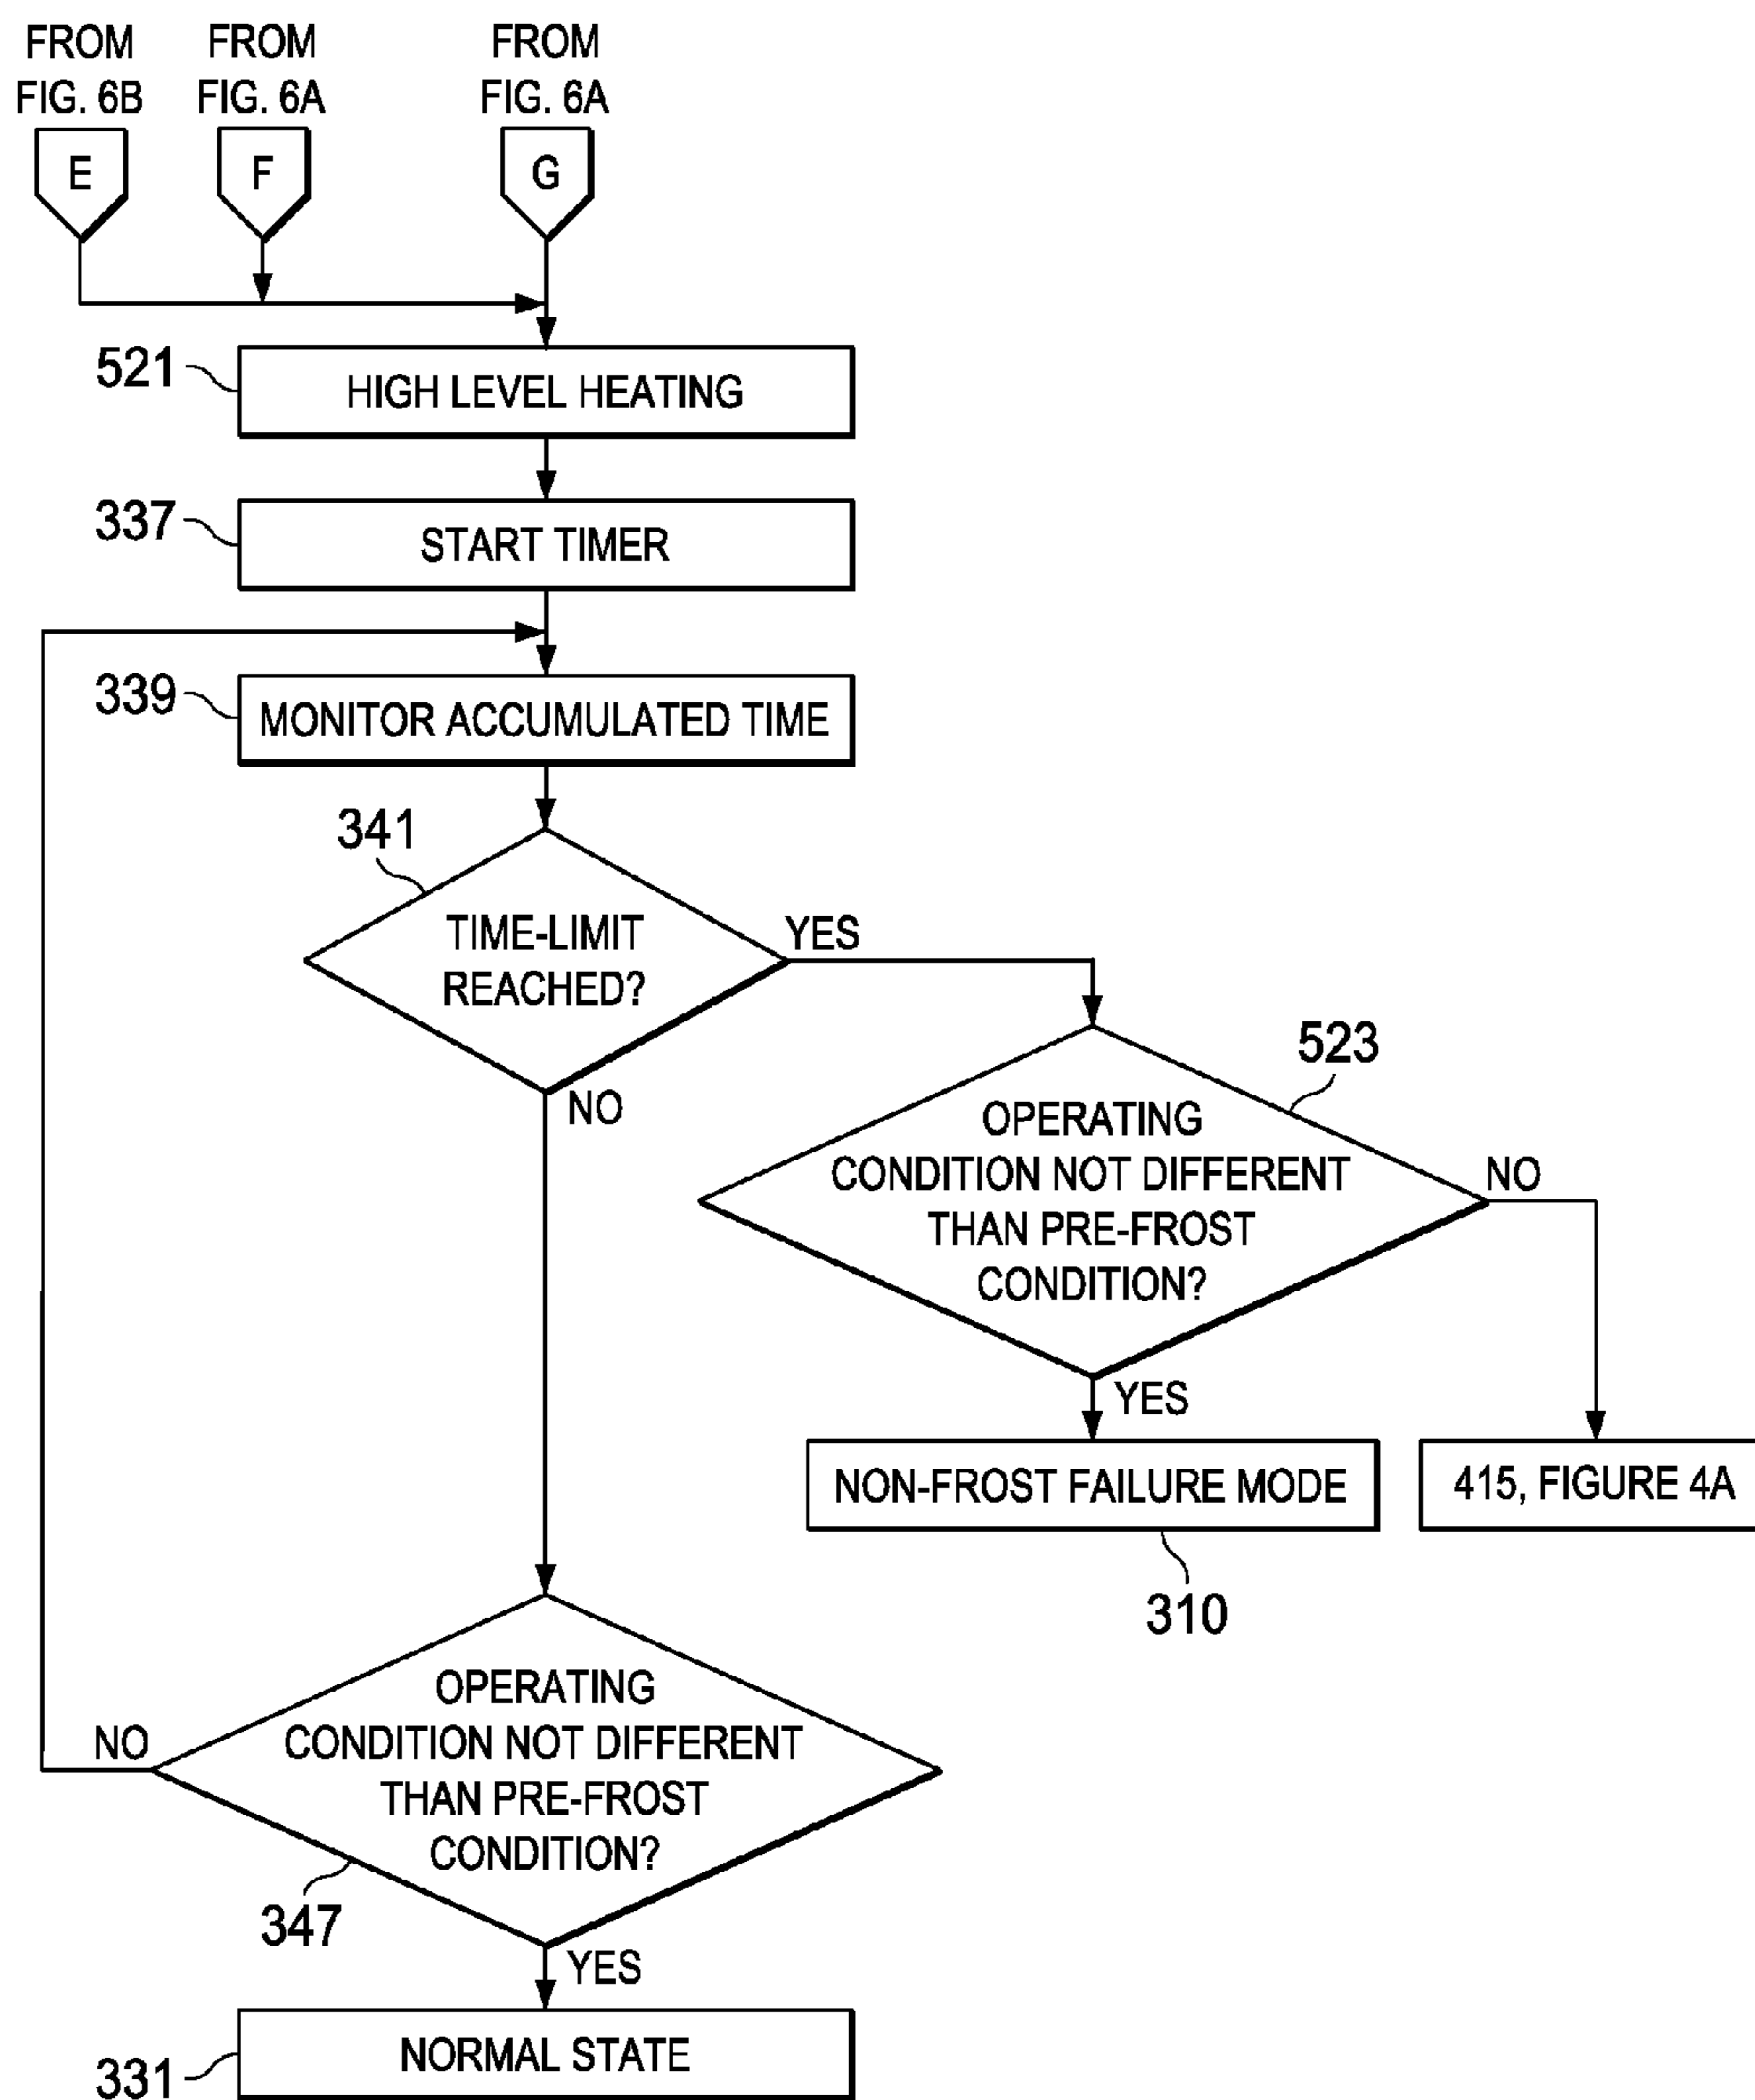 FROM
FIG. 6B
FROM
FIG. 6A
FROM
FIG. 6A
E
F
G
521
HIGH LEVEL HEATING
337
START TIMER
339
MONITOR ACCUMULATED TIME
341
TIME-LIMIT
REACHED?
YES
NO
523
OPERATING
CONDITION NOT DIFFERENT
THAN PRE-FROST
CONDITION?
NO
YES
NON-FROST FAILURE MODE
415, FIGURE 4A
310
OPERATING
CONDITION NOT DIFFERENT
THAN PRE-FROST
CONDITION?
NO
347
YES
NORMAL STATE
331